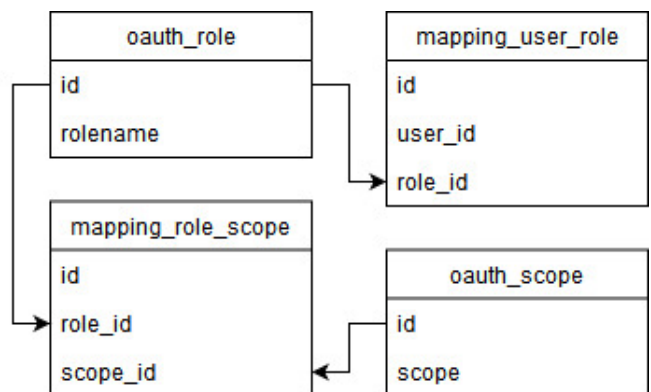 oauth_role
id
rolename
mapping_user_role
id
user_id
role_id
mapping_role_scope
id
role_id
scope_id
oauth_scope
id
scope